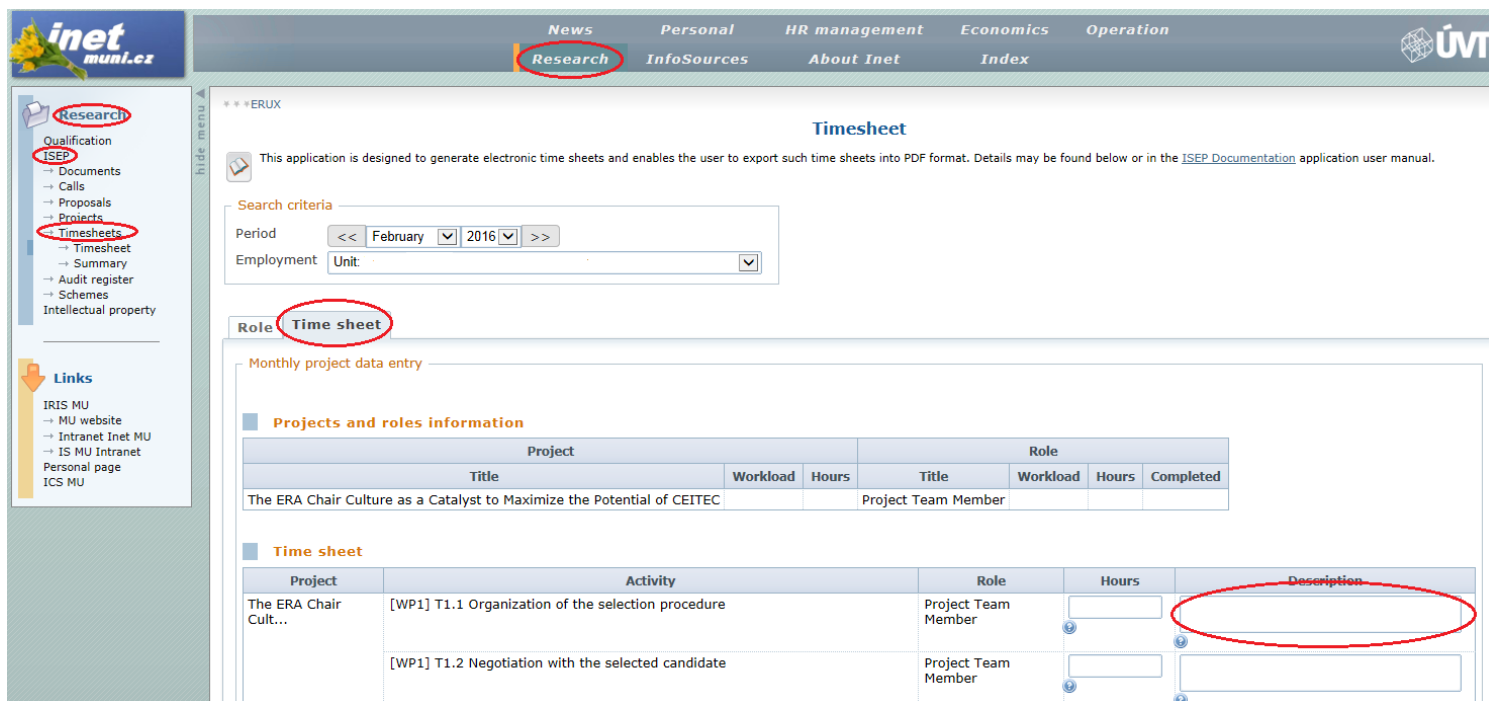 inet
muni.cz
News Personal HR management Economics Operation
Research InfoSources About Inet Index
ÚVT
Research
Qualification
ISEP
→ Documents
→ Calls
→ Proposals
→ Projects
→ Timesheets
→ Timesheet
→ Summary
→ Audit register
→ Schemes
Intellectual property
Links
IRIS MU
→ MU website
→ Intranet Inet MU
→ IS MU Intranet
Personal page
ICS MU
hide menu
* * *ERUX
Timesheet
This application is designed to generate electronic time sheets and enables the user to export such time sheets into PDF format. Details may be found below or in the ISEP Documentation application user manual.
Search criteria
Period << February 2016 >>
Employment Unit:
Role Time sheet
Monthly project data entry
Projects and roles information
Project Role
Title Workload Hours Title Workload Hours Completed
The ERA Chair Culture as a Catalyst to Maximize the Potential of CEITEC Project Team Member
Time sheet
Project Activity Role Hours Description
The ERA Chair [WP1] T1.1 Organization of the selection procedure Project Team
Cult... Member
[WP1] T1.2 Negotiation with the selected candidate Project Team
Member